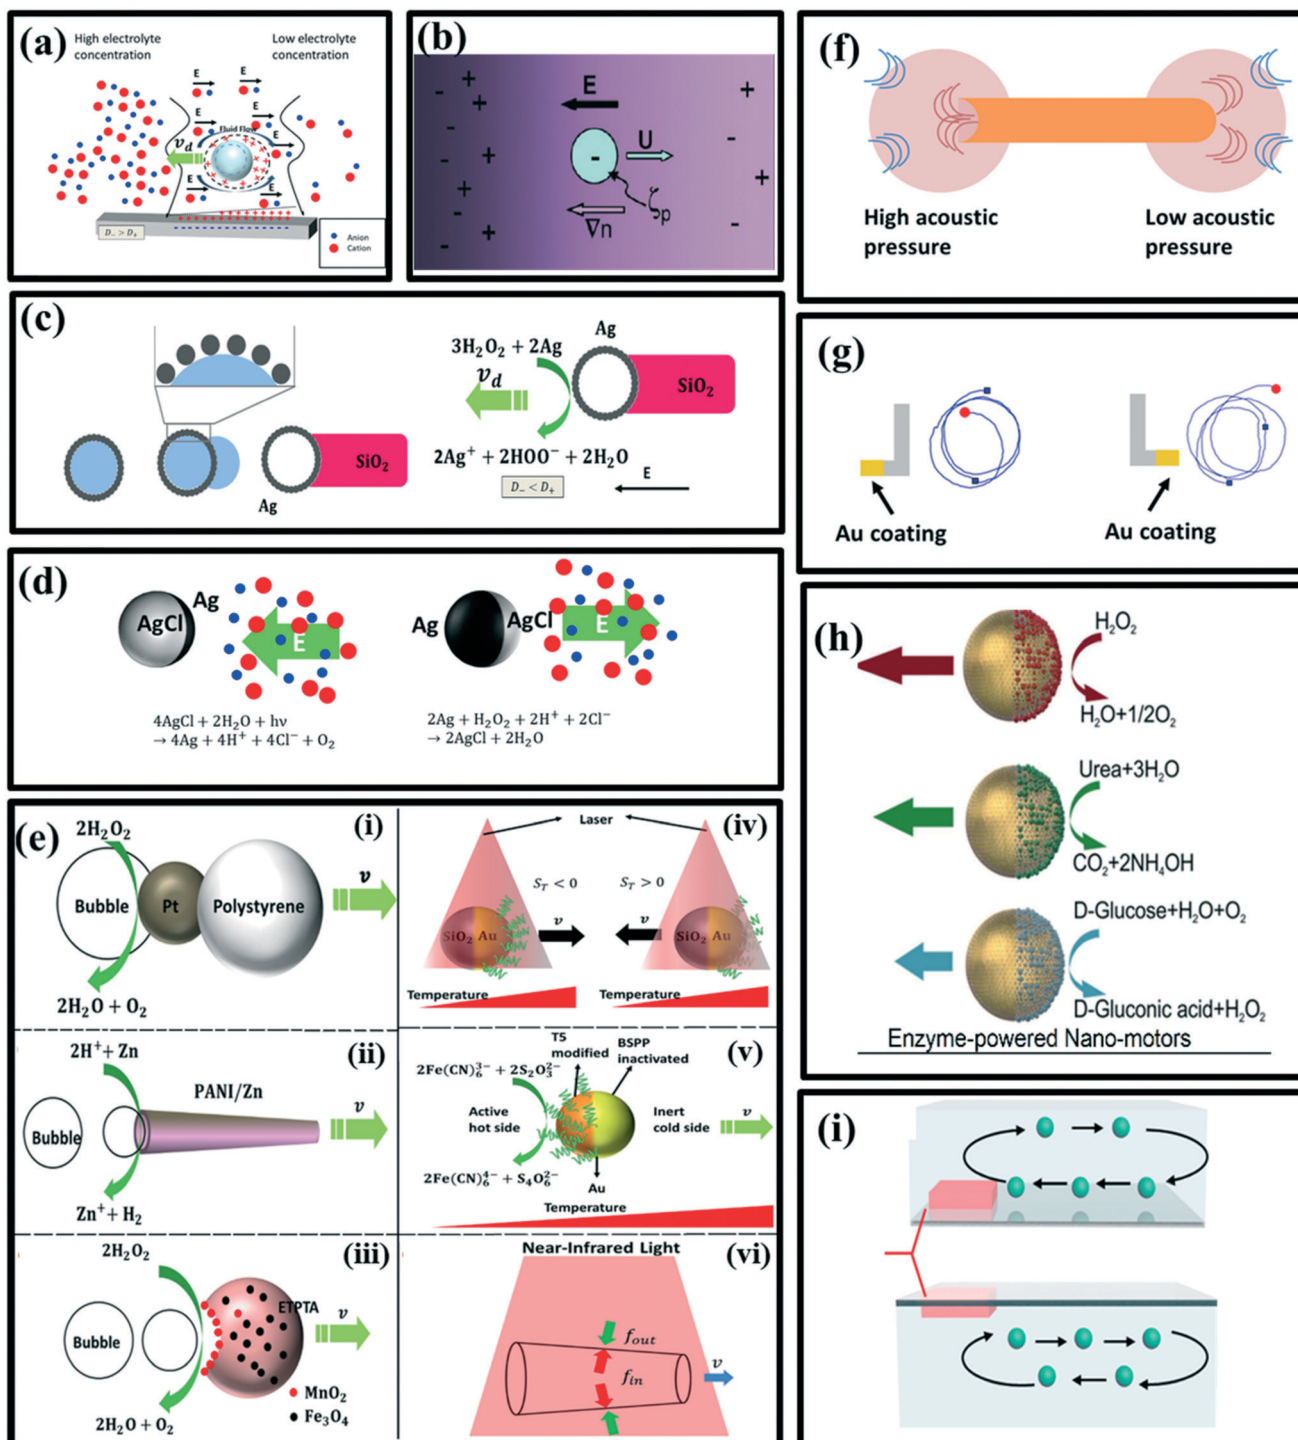 (a)
High electrolyte
concentration
Low electrolyte
concentration
E
E
E
Fluid Flow
E
v_d
E
E
E
D₋ > D₊
Anion
Cation
(b)
E
U
-
ζp
∇n
(c)
Ag
3H₂O₂ + 2Ag
v_d
SiO₂
SiO₂
2Ag⁺ + 2HOO⁻ + 2H₂O
Ag
D₋ < D₊
E
(d)
Ag
AgCl
E
Ag
AgCl
E
4AgCl + 2H₂O + hν
→ 4Ag + 4H⁺ + 4Cl⁻ + O₂
2Ag + H₂O₂ + 2H⁺ + 2Cl⁻
→ 2AgCl + 2H₂O
(e)
(i)
2H₂O₂
Bubble
Pt
Polystyrene
v
2H₂O + O₂
(ii)
2H⁺ + Zn
PANI/Zn
Bubble
v
Zn⁺ + H₂
(iii)
2H₂O₂
ETPTA
v
Bubble
MnO₂
Fe₃O₄
2H₂O + O₂
(iv)
Laser
S_T < 0
S_T > 0
v
v
SiO₂ Au
SiO₂ Au
Temperature
Temperature
(v)
T5
modified
BSPP
inactivated
2Fe(CN)₆³⁻ + 2S₂O₃²⁻
Active
hot side
Inert
cold side
v
2Fe(CN)₆⁴⁻ + S₄O₆²⁻
Au
Temperature
(vi)
Near-Infrared Light
f_out
f_in
v
(f)
High acoustic
pressure
Low acoustic
pressure
(g)
Au coating
Au coating
(h)
H₂O₂
H₂O+1/2O₂
Urea+3H₂O
CO₂+2NH₄OH
D-Glucose+H₂O+O₂
D-Gluconic acid+H₂O₂
Enzyme-powered Nano-motors
(i)